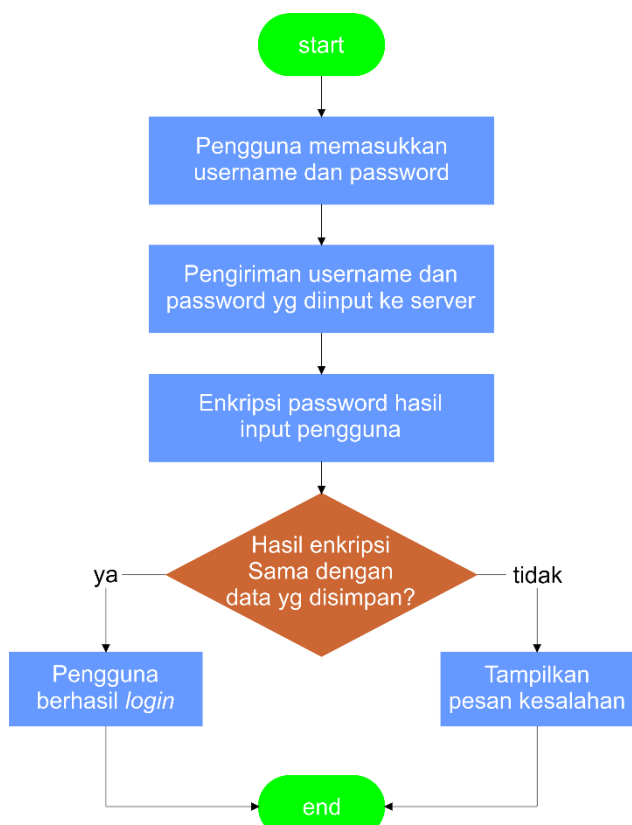 start
Pengguna memasukkan
username dan password
Pengiriman username dan
password yg diinput ke server
Enkripsi password hasil
input pengguna
Hasil enkripsi
Sama dengan
data yg disimpan?
ya
tidak
Pengguna
berhasil login
Tampilkan
pesan kesalahan
end